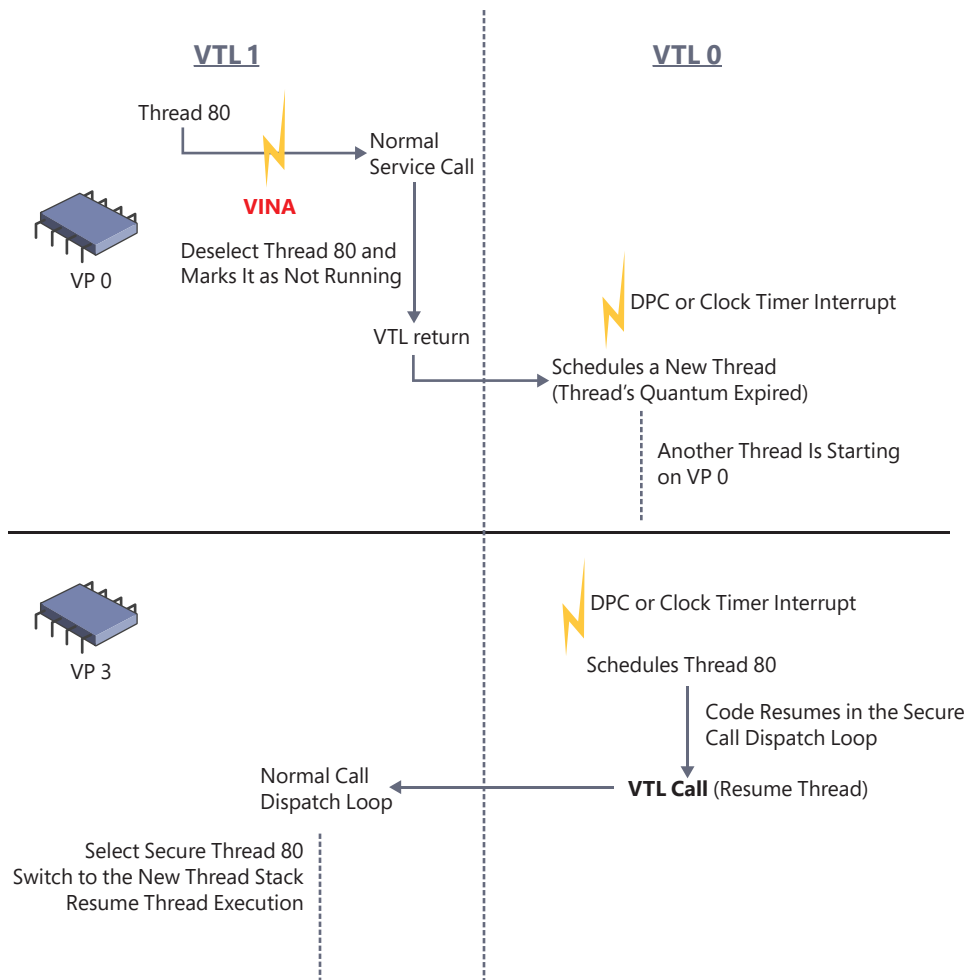 VTL 1
VTL 0
Thread 80
Normal
Service Call
VINA
Deselect Thread 80 and
Marks It as Not Running
VP 0
DPC or Clock Timer Interrupt
VTL return
Schedules a New Thread
(Thread's Quantum Expired)
Another Thread Is Starting
on VP 0
DPC or Clock Timer Interrupt
VP 3
Schedules Thread 80
Code Resumes in the Secure
Call Dispatch Loop
Normal Call
Dispatch Loop
VTL Call (Resume Thread)
Select Secure Thread 80
Switch to the New Thread Stack
Resume Thread Execution